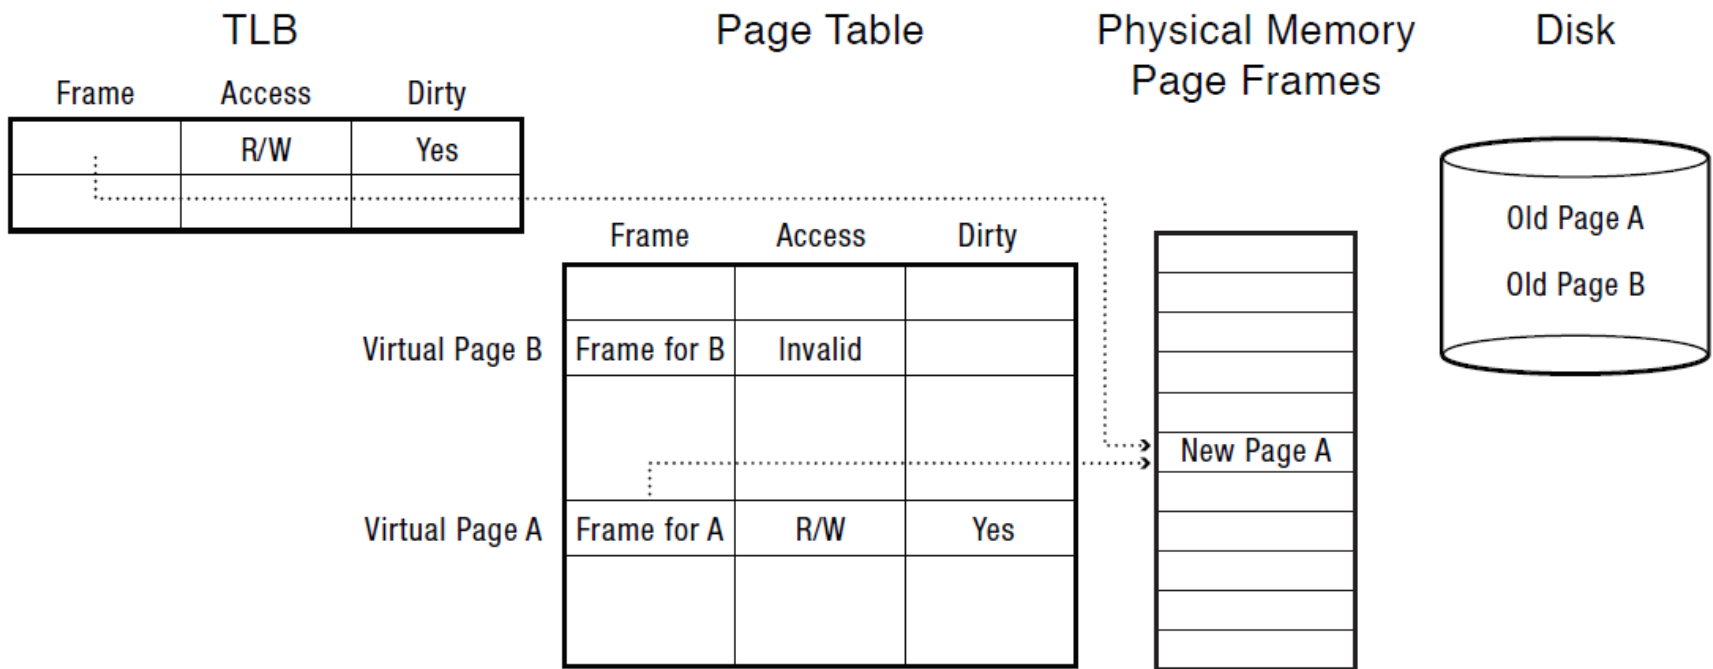 TLB
Page Table
Physical Memory
Page Frames
Disk
Frame Access Dirty
R/W Yes
Frame Access Dirty
Virtual Page B Frame for B Invalid
Virtual Page A Frame for A R/W Yes
New Page A
Old Page A
Old Page B